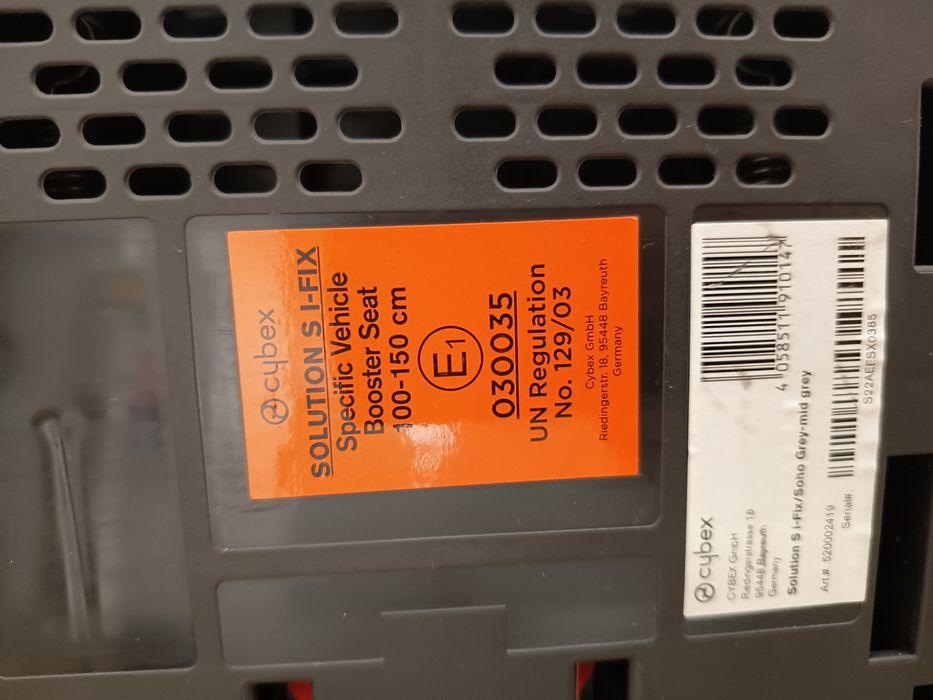 cybex
SOLUTION S I-FIX
Specific Vehicle
Booster Seat
100-150 cm
E1
030035
UN Regulation
No. 129/03
Cybex GmbH
Riedingerstr. 18, 95448 Bayreuth
Germany
cybex
CYBEX GmbH
Riedingerstrasse 18
95448 Bayreuth
Germany
Solution S i-Fix/Soho Grey-mid grey
Art.#: 520002419
Serial#:
4 058511 910147
S22AEFSX0385